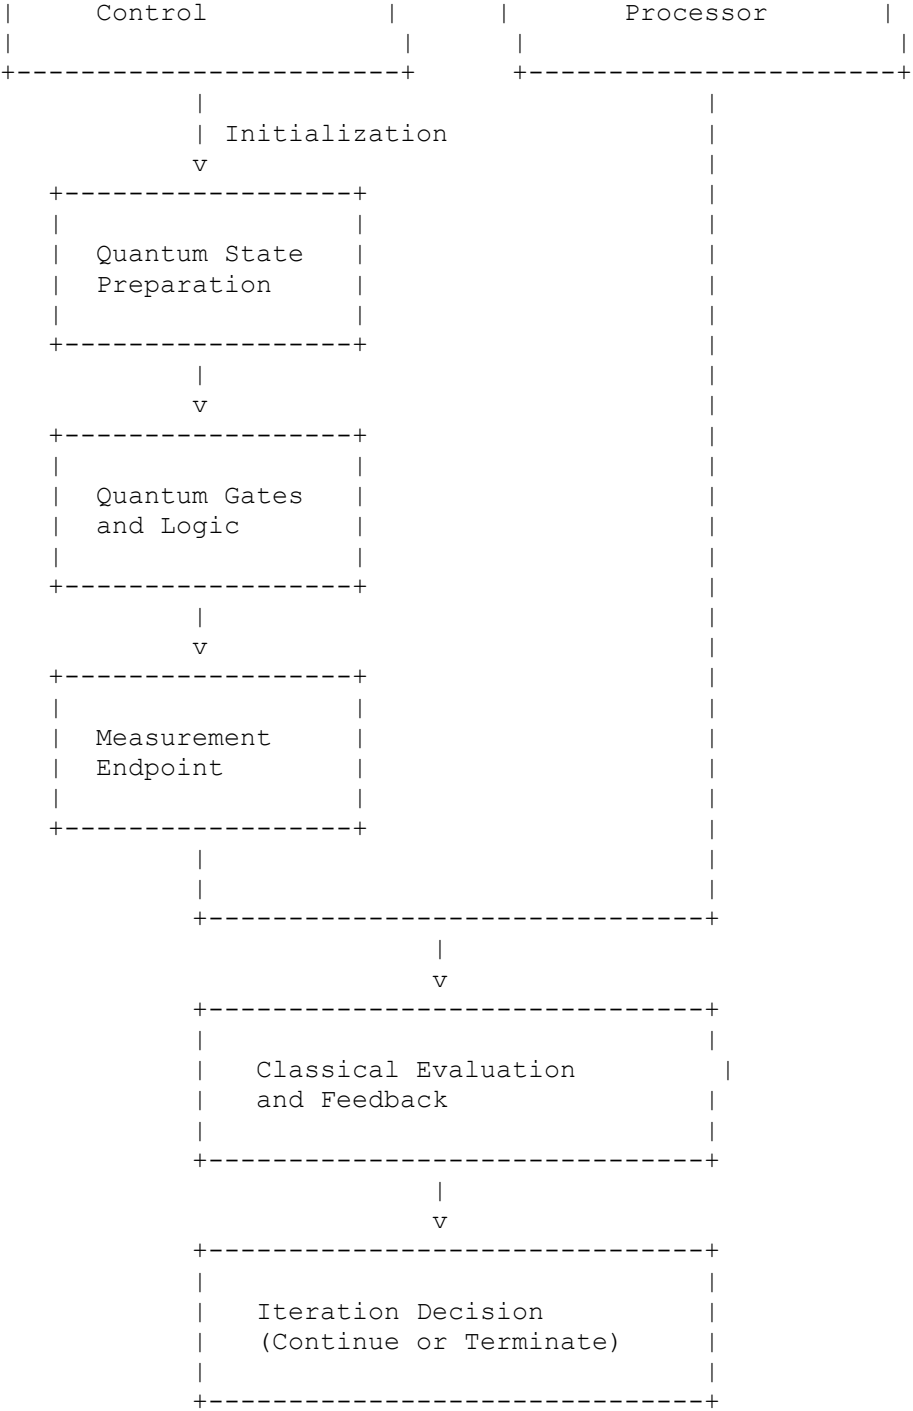 Control Processor
Initialization
Quantum State
Preparation
Quantum Gates
and Logic
Measurement
Endpoint
Classical Evaluation
and Feedback
Iteration Decision
(Continue or Terminate)